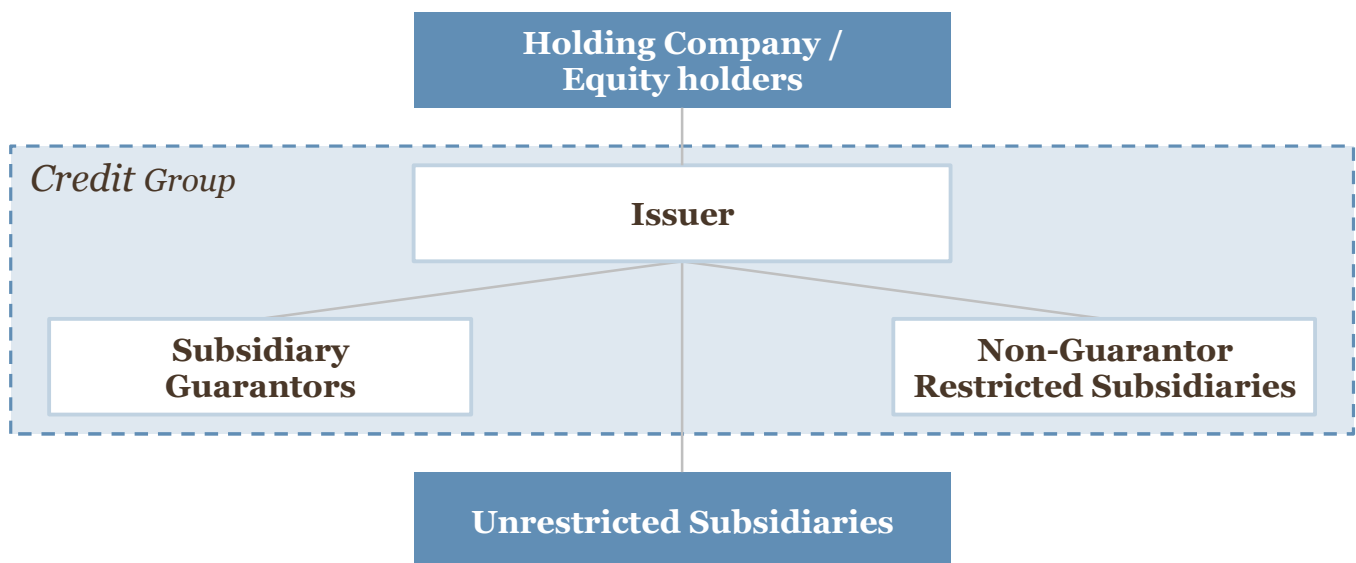 Holding Company /
Equity holders
Credit Group
Issuer
Subsidiary
Guarantors
Non-Guarantor
Restricted Subsidiaries
Unrestricted Subsidiaries